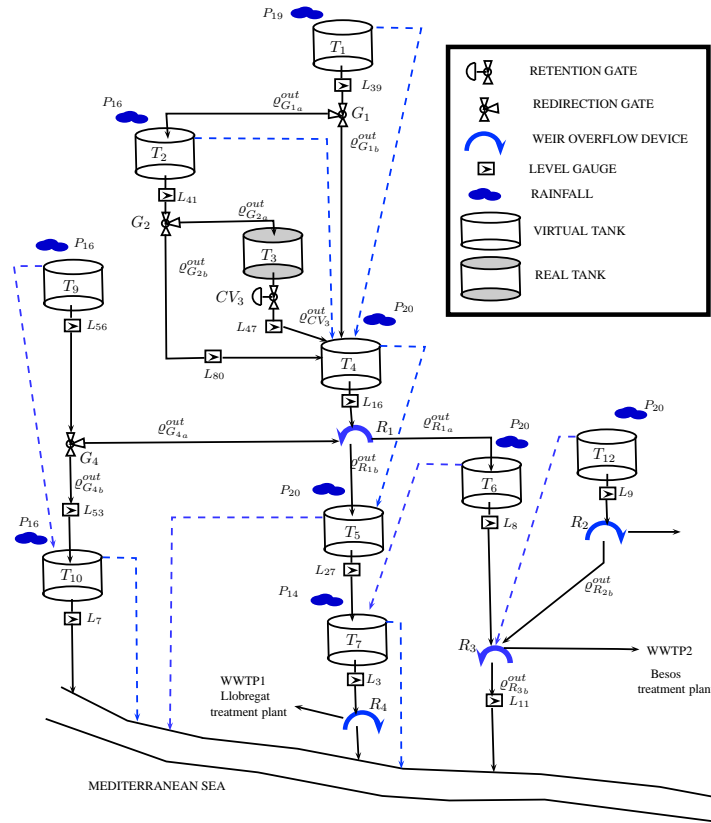 P19
T1
L39
ϱ^out_G1a
G1
P16
ϱ^out_G1b
T2
L41
G2
ϱ^out_G2a
ϱ^out_G2b
T3
P16
T9
CV3
ϱ^out_CV3
P20
L56
L47
L80
T4
L16
R1
ϱ^out_R1a
ϱ^out_G4a
G4
ϱ^out_R1b
P20
P20
T12
T6
ϱ^out_G4b
P20
L9
L53
P16
T5
L8
R2
T10
L27
ϱ^out_R2b
P14
L7
T7
R3
WWTP2
Besos
treatment plan
L3
ϱ^out_R3b
L11
WWTP1
Llobregat
treatment plant
R4
MEDITERRANEAN SEA
RETENTION GATE
REDIRECTION GATE
WEIR OVERFLOW DEVICE
LEVEL GAUGE
RAINFALL
VIRTUAL TANK
REAL TANK